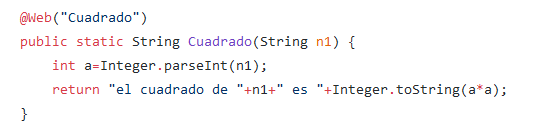 @Web("Cuadrado")
public static String Cuadrado(String n1) {
    int a=Integer.parseInt(n1);
    return "el cuadrado de "+n1+" es "+Integer.toString(a*a);
}